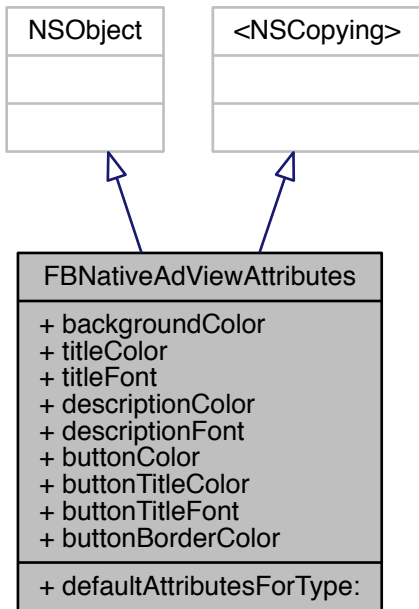 NSObject
<NSCopying>
FBNativeAdViewAttributes
+ backgroundColor
+ titleColor
+ titleFont
+ descriptionColor
+ descriptionFont
+ buttonColor
+ buttonTitleColor
+ buttonTitleFont
+ buttonBorderColor
+ defaultAttributesForType: